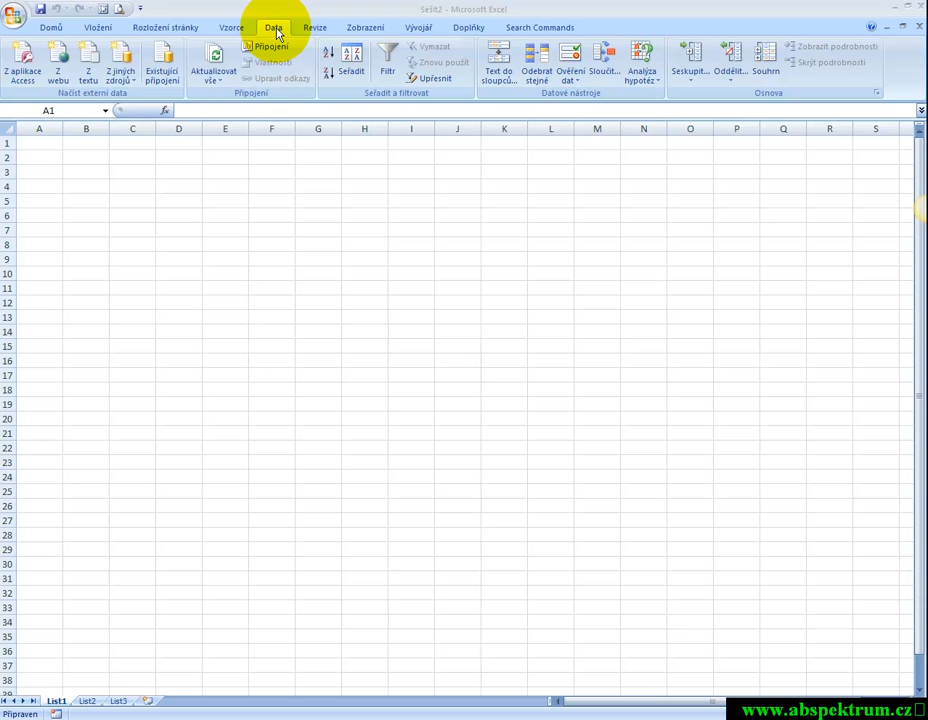 Sešit2 - Microsoft Excel
Domů Vložení Rozložení stránky Vzorce Data Revize Zobrazení Vývojář Doplňky Search Commands
Z aplikace Access
Z webu
Z textu
Z jiných zdrojů
Existující připojení
Načíst externí data
Aktualizovat vše
Připojení
Vlastnosti
Upravit odkazy
Připojení
Seřadit
Filtr
Vymazat
Znovu použít
Upřesnit
Seřadit a filtrovat
Text do sloupců...
Odebrat stejné
Ověření dat
Sloučit...
Analýza hypotéz
Datové nástroje
Seskupit...
Oddělit...
Souhrn
Zobrazit podrobnosti
Skrýt podrobnosti
Osnova
A1 fx
A B C D E F G H I J K L M N O P Q R S
1
2
3
4
5
6
7
8
9
10
11
12
13
14
15
16
17
18
19
20
21
22
23
24
25
26
27
28
29
30
31
32
33
34
35
36
37
38
39
List1 List2 List3
Připraven
www.abspektrum.cz